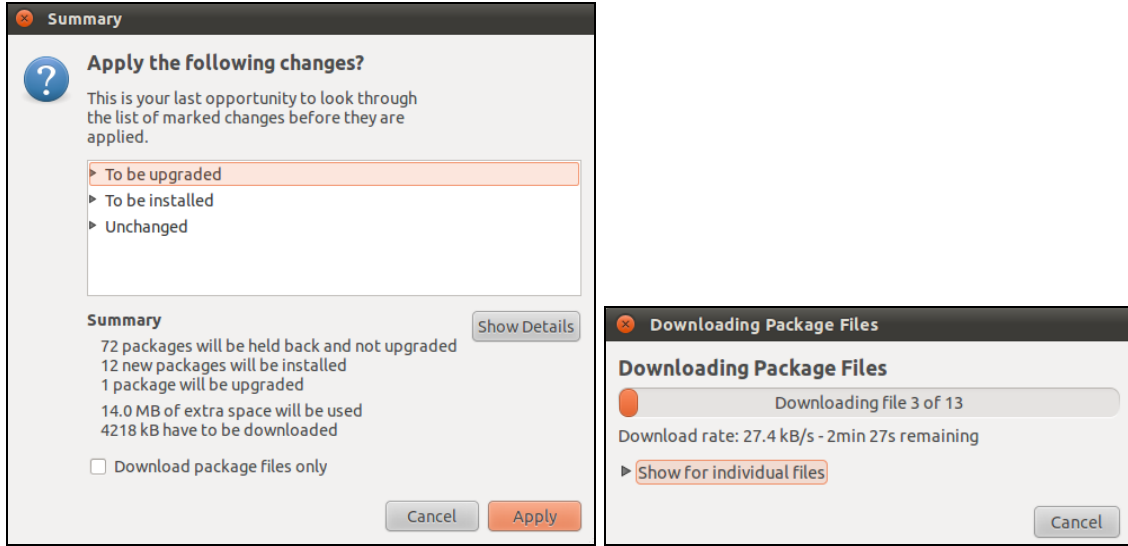 Summary
Apply the following changes?
This is your last opportunity to look through
the list of marked changes before they are
applied.
To be upgraded
To be installed
Unchanged
Summary
Show Details
72 packages will be held back and not upgraded
12 new packages will be installed
1 package will be upgraded
14.0 MB of extra space will be used
4218 kB have to be downloaded
Download package files only
Cancel
Apply
Downloading Package Files
Downloading Package Files
Downloading file 3 of 13
Download rate: 27.4 kB/s - 2min 27s remaining
Show for individual files
Cancel